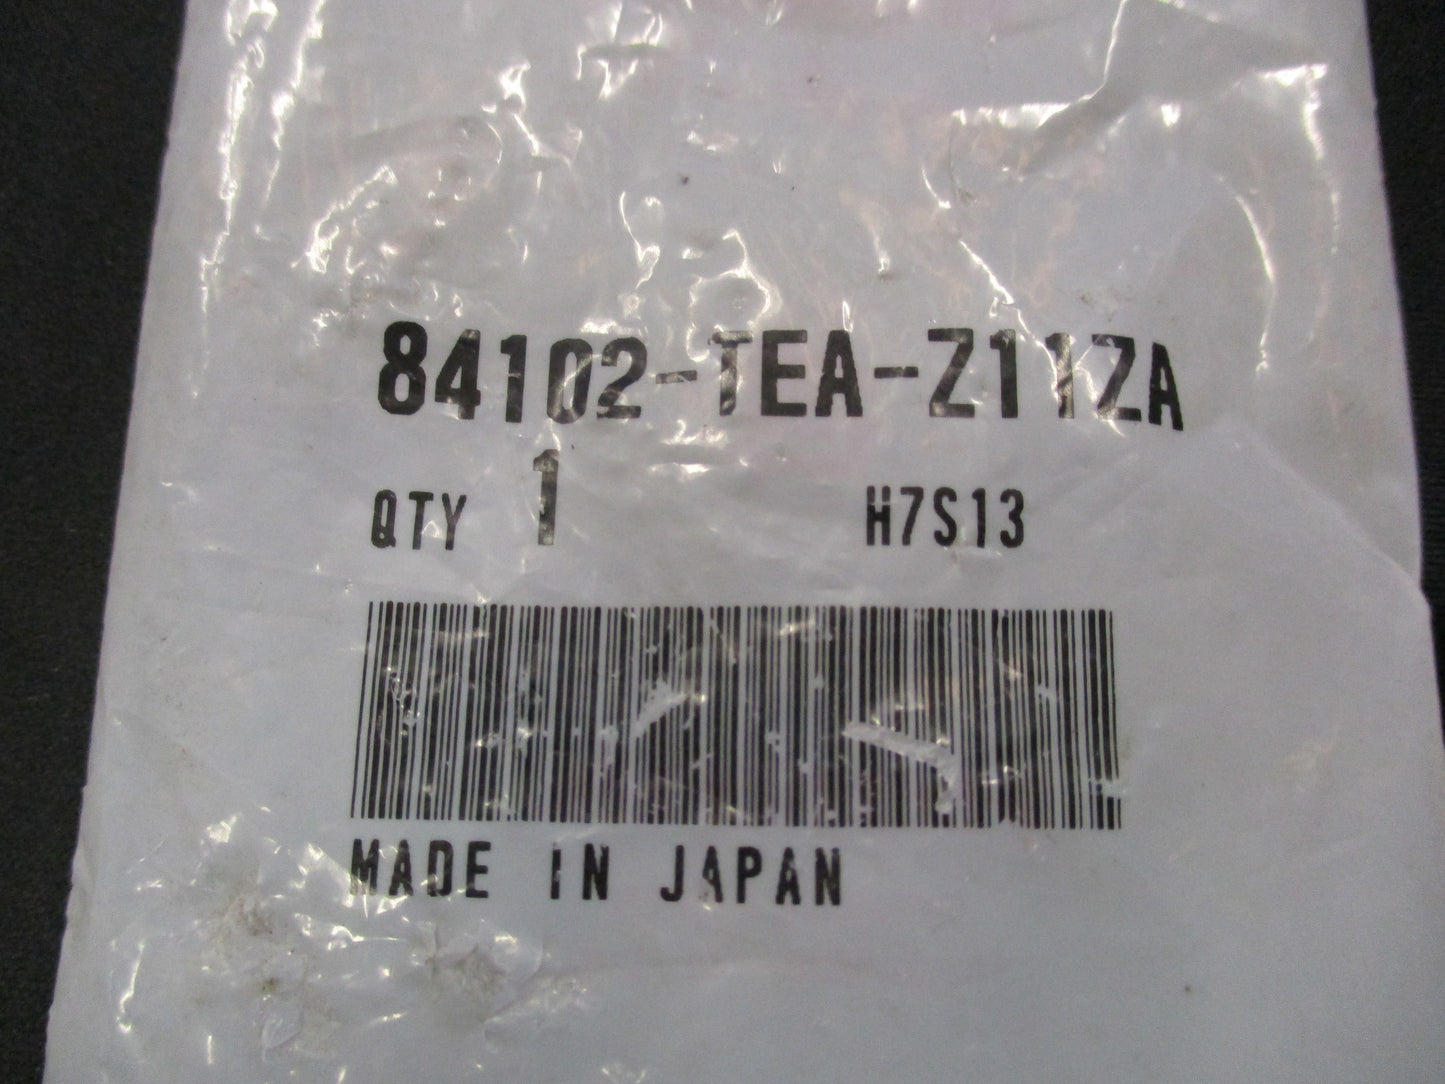 84102-TEA-Z11ZA
QTY 1 H7S13
MADE IN JAPAN